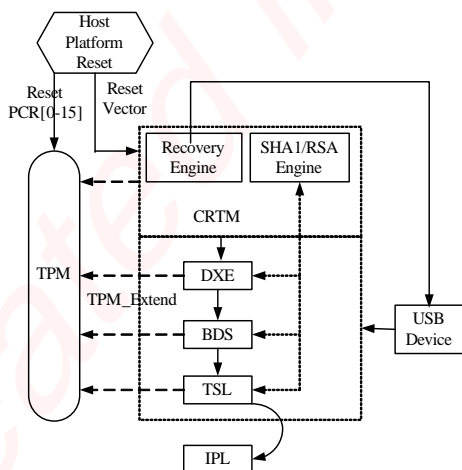 Host
Platform
Reset
Reset
PCR[0-15]
Reset
Vector
Recovery
Engine
SHA1/RSA
Engine
CRTM
TPM
DXE
TPM_Extend
BDS
USB
Device
TSL
IPL